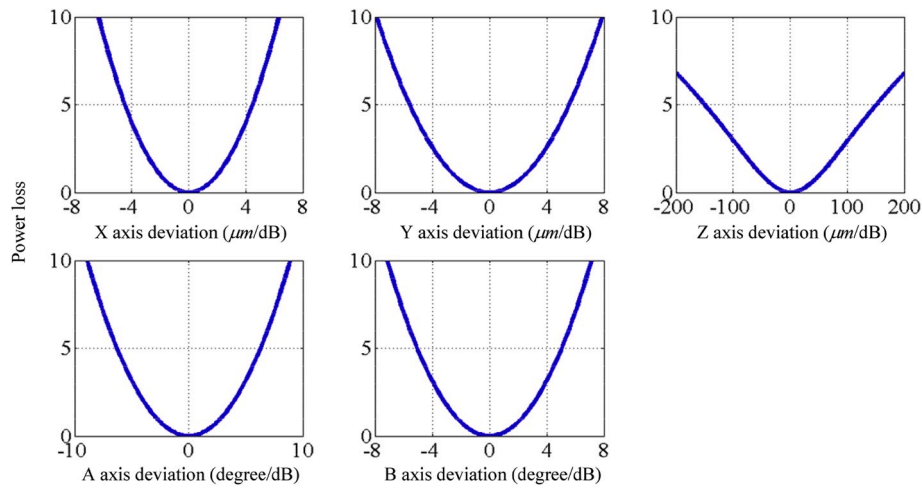 10
5
0
-8 -4 0 4 8
X axis deviation (μm/dB)
10
5
0
-8 -4 0 4 8
Y axis deviation (μm/dB)
10
5
0
-200 -100 0 100 200
Z axis deviation (μm/dB)
Power loss
10
5
0
-10 0 10
A axis deviation (degree/dB)
10
5
0
-8 -4 0 4 8
B axis deviation (degree/dB)